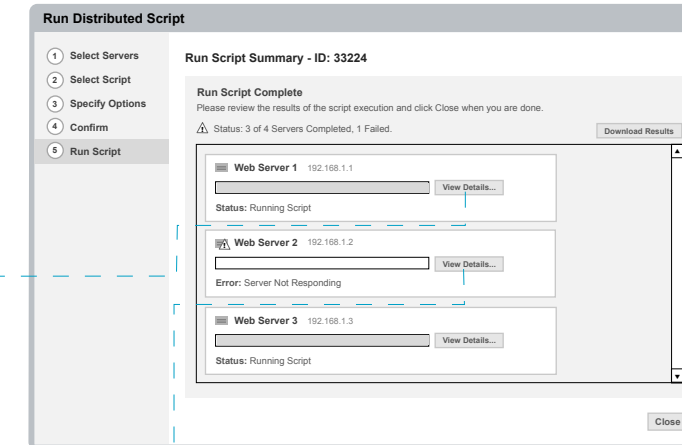 Run Distributed Script
1 Select Servers
2 Select Script
3 Specify Options
4 Confirm
5 Run Script
Run Script Summary - ID: 33224
Run Script Complete
Please review the results of the script execution and click Close when you are done.
Status: 3 of 4 Servers Completed, 1 Failed.
Download Results
Web Server 1 192.168.1.1
View Details...
Status: Running Script
Web Server 2 192.168.1.2
View Details...
Error: Server Not Responding
Web Server 3 192.168.1.3
View Details...
Status: Running Script
Close